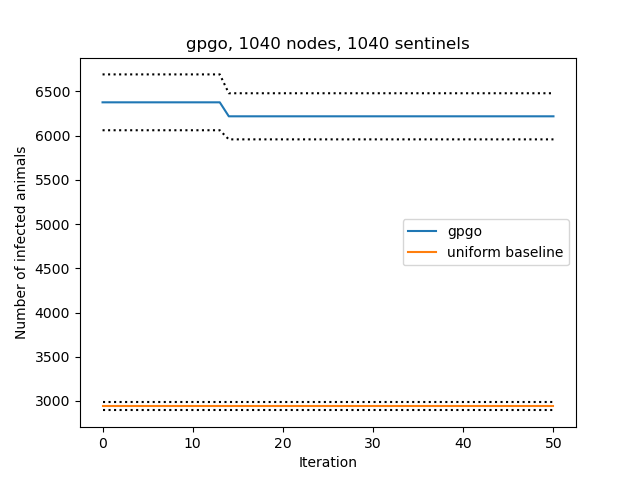 gpgo, 1040 nodes, 1040 sentinels
6500
6000
5500
5000
4500
4000
3500
3000
Number of infected animals
gpgo
uniform baseline
0 10 20 30 40 50
Iteration